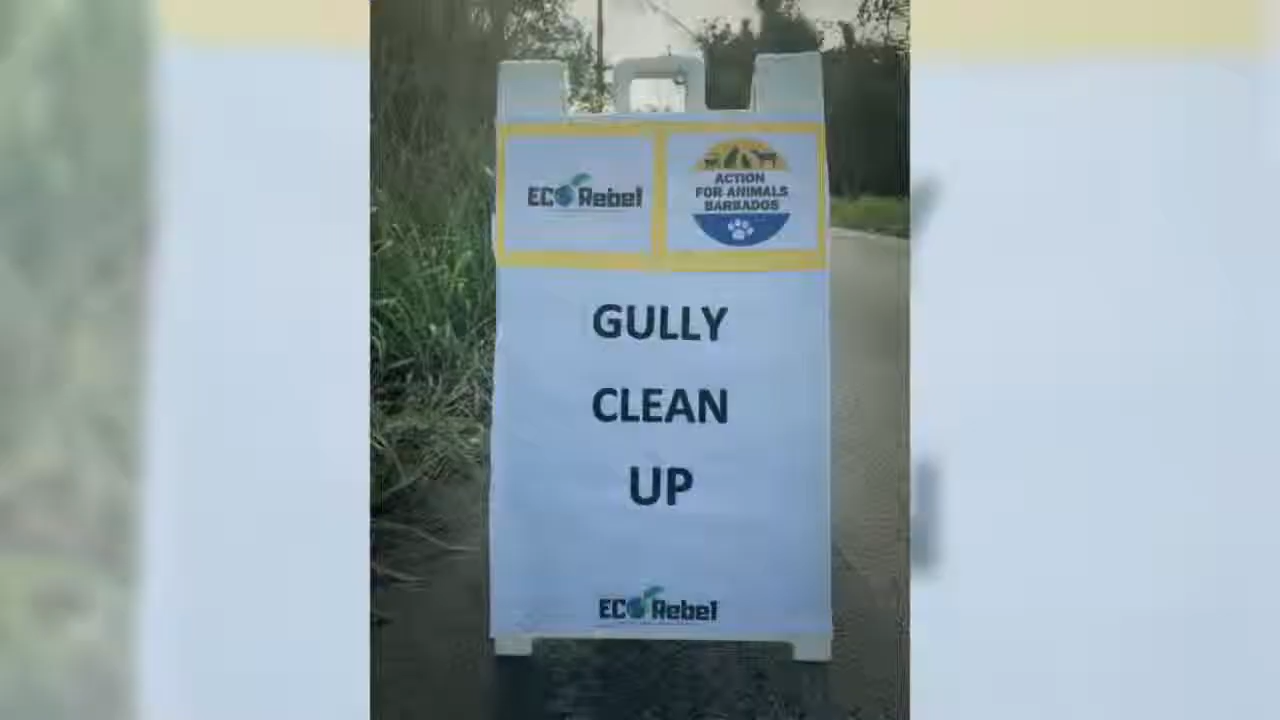 ECO Rebel
ACTION
FOR ANIMALS
BARBADOS
GULLY
CLEAN
UP
ECO Rebel